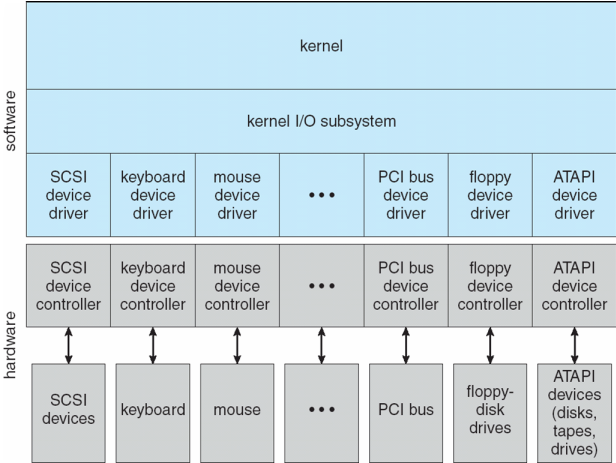 software
kernel
kernel I/O subsystem
SCSI
device
driver
keyboard
device
driver
mouse
device
driver
•••
PCI bus
device
driver
floppy
device
driver
ATAPI
device
driver
hardware
SCSI
device
controller
keyboard
device
controller
mouse
device
controller
•••
PCI bus
device
controller
floppy
device
controller
ATAPI
device
controller
SCSI
devices
keyboard
mouse
•••
PCI bus
floppy-
disk
drives
ATAPI
devices
(disks,
tapes,
drives)